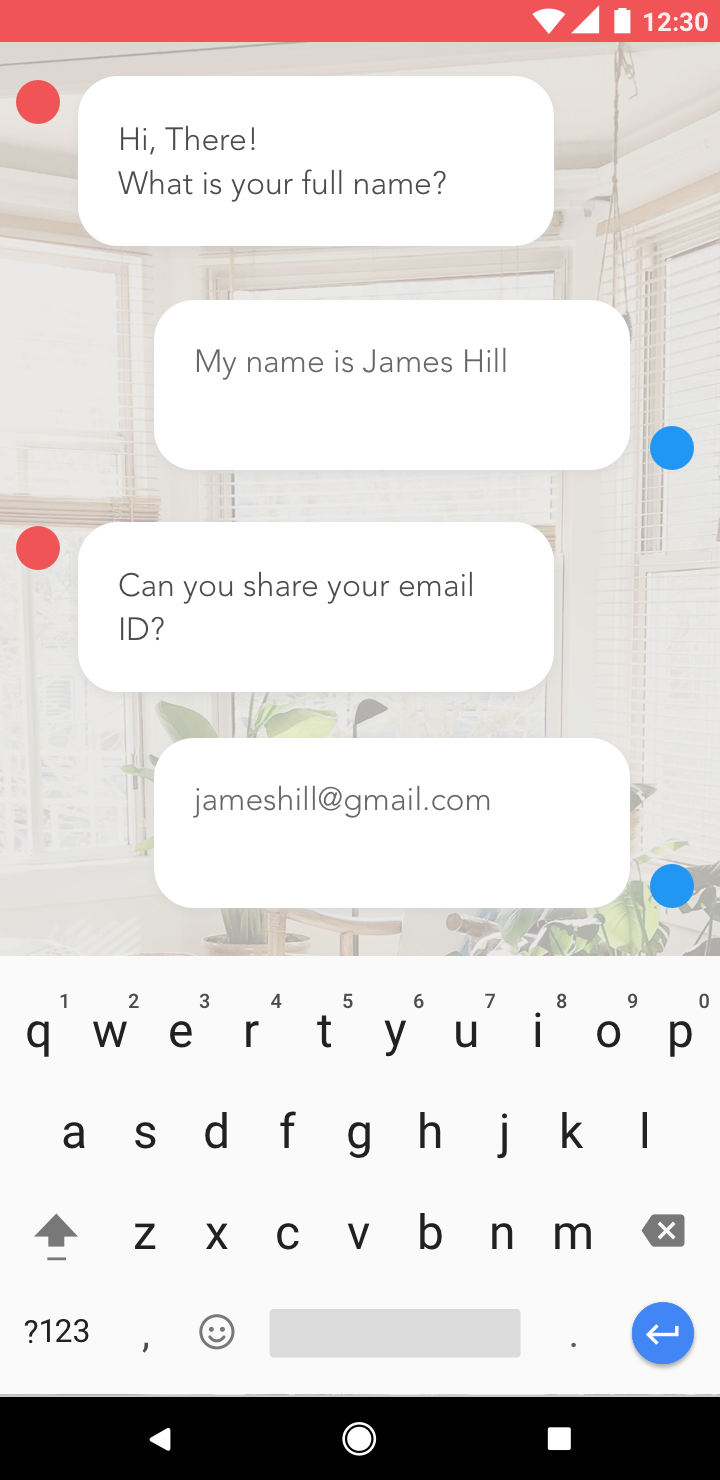 12:30
Hi, There!
What is your full name?
My name is James Hill
Can you share your email
ID?
jameshill@gmail.com
1 2 3 4 5 6 7 8 9 0
q w e r t y u i o p
a s d f g h j k l
z x c v b n m
?123 , .